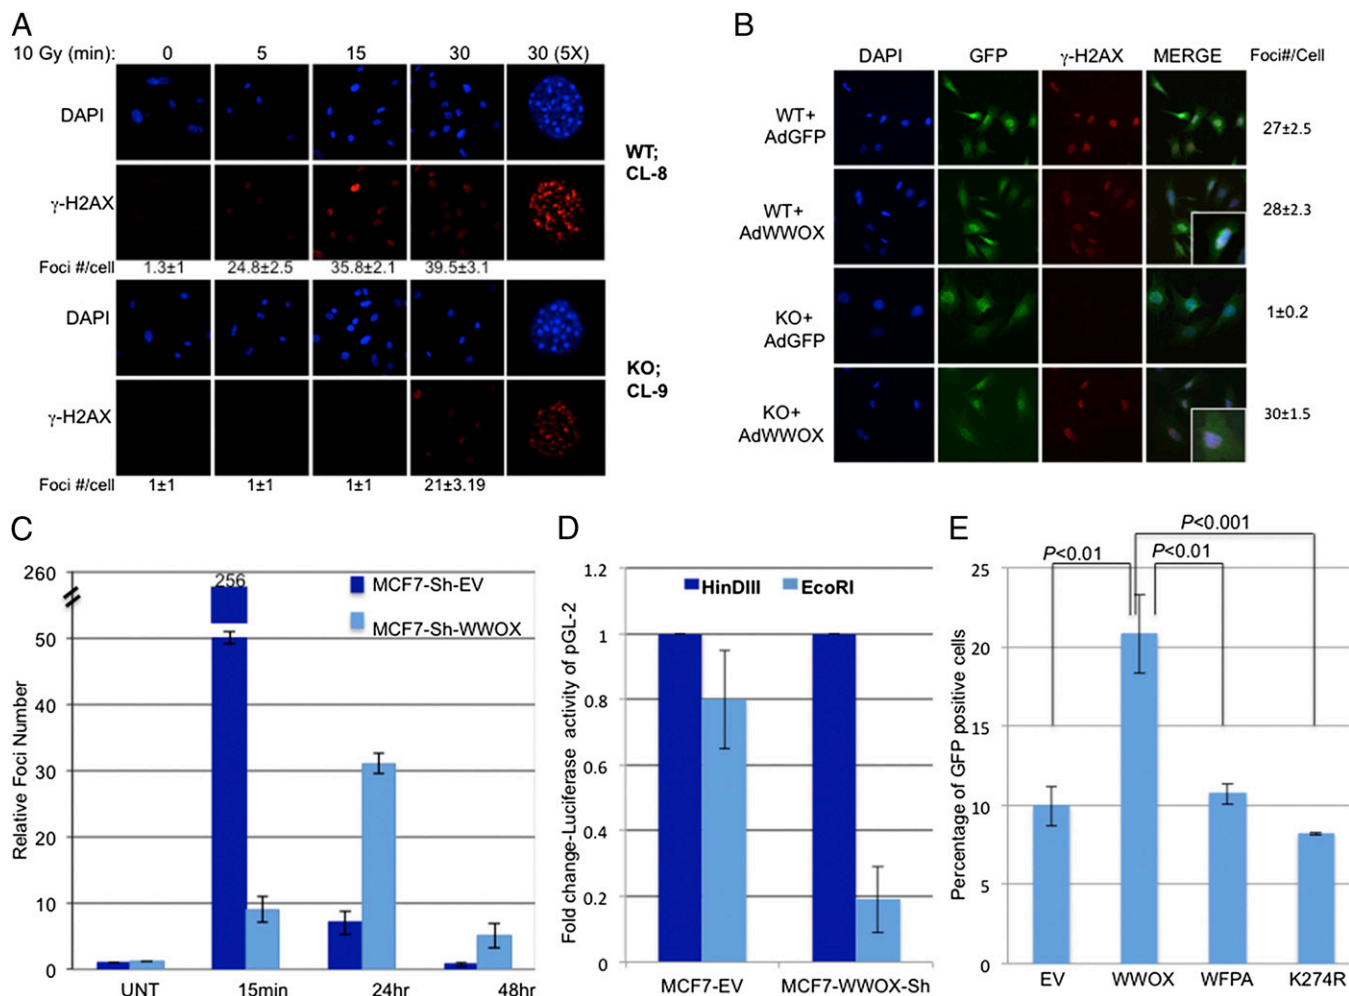 A
10 Gy (min): 0 5 15 30 30 (5X)
DAPI
WT;
CL-8
γ-H2AX
Foci #/cell 1.3±1 24.8±2.5 35.8±2.1 39.5±3.1
DAPI
KO;
CL-9
γ-H2AX
Foci #/cell 1±1 1±1 1±1 21±3.19
B
DAPI GFP γ-H2AX MERGE Foci#/Cell
WT+
AdGFP
27±2.5
WT+
AdWWOX
28±2.3
KO+
AdGFP
1±0.2
KO+
AdWWOX
30±1.5
C
Relative Foci Number
260
50
40
30
20
10
0
256
MCF7-Sh-EV
MCF7-Sh-WWOX
UNT 15min 24hr 48hr
D
Fold change-Luciferase activity of pGL-2
1.2
1
0.8
0.6
0.4
0.2
0
HinDIII EcoRI
MCF7-EV MCF7-WWOX-Sh
E
P<0.001
P<0.01 P<0.01
Percentage of GFP positive cells
25
20
15
10
5
0
EV WWOX WFPA K274R